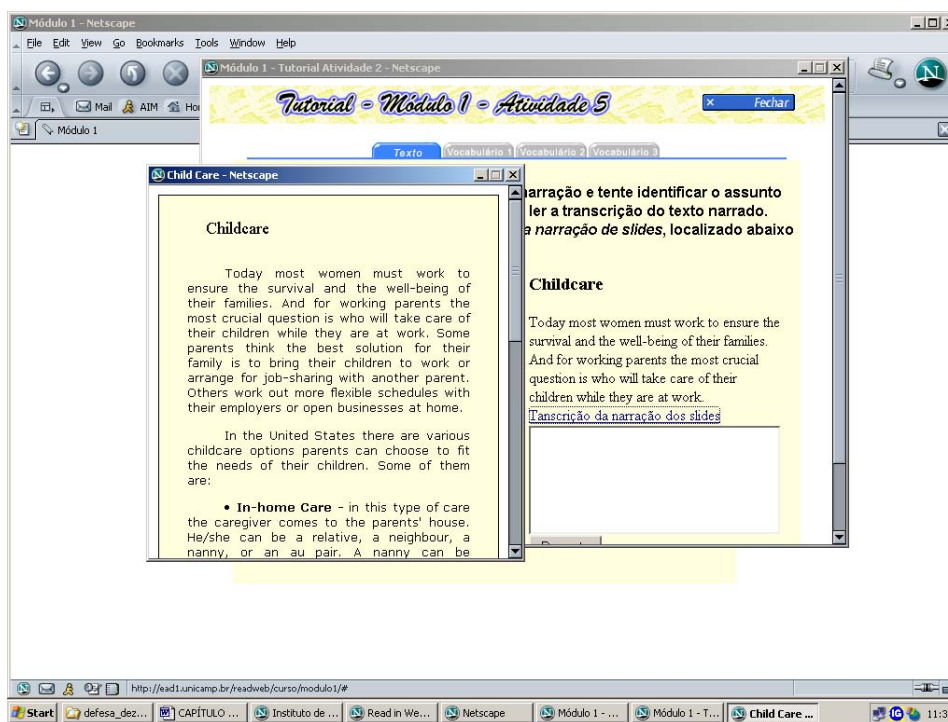 Módulo 1 - Netscape
File Edit View Go Bookmarks Tools Window Help
Mail AIM
Módulo 1
Módulo 1 - Tutorial Atividade 2 - Netscape
Tutorial - Módulo 1 - Atividade 5
Fechar
Texto Vocabulário 1 Vocabulário 2 Vocabulário 3
narração e tente identificar o assunto
ler a transcrição do texto narrado.
a narração de slides, localizado abaixo
Childcare
Today most women must work to ensure the
survival and the well-being of their families.
And for working parents the most crucial
question is who will take care of their
children while they are at work.
Tanscrição da narração dos slides
Child Care - Netscape
Childcare
Today most women must work to
ensure the survival and the well-being of
their families. And for working parents the
most crucial question is who will take care of
their children while they are at work. Some
parents think the best solution for their
family is to bring their children to work or
arrange for job-sharing with another parent.
Others work out more flexible schedules with
their employers or open businesses at home.
In the United States there are various
childcare options parents can choose to fit
the needs of their children. Some of them
are:
• In-home Care - in this type of care
the caregiver comes to the parents' house.
He/she can be a relative, a neighbour, a
nanny, or an au pair. A nanny can be
http://ead1.unicamp.br/readweb/curso/modulo1/#
Start defesa_dez... CAPÍTULO ... Instituto de ... Read in We... Netscape Módulo 1 - ... Módulo 1 - T... Child Care ... 11:3